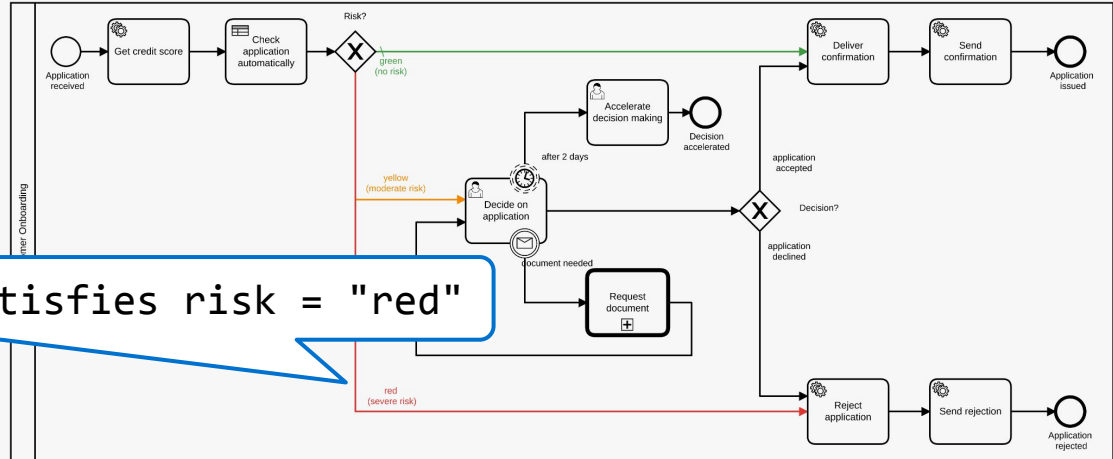 Risk?
Application
received
Get credit score
Check
application
automatically
green
(no risk)
Deliver
confirmation
Send
confirmation
Application
issued
Accelerate
decision making
Decision
accelerated
after 2 days
yellow
(moderate risk)
Decide on
application
document needed
Request
document
application
accepted
Decision?
application
declined
omer Onboarding
tisfies risk = "red"
red
(severe risk)
Reject
application
Send rejection
Application
rejected